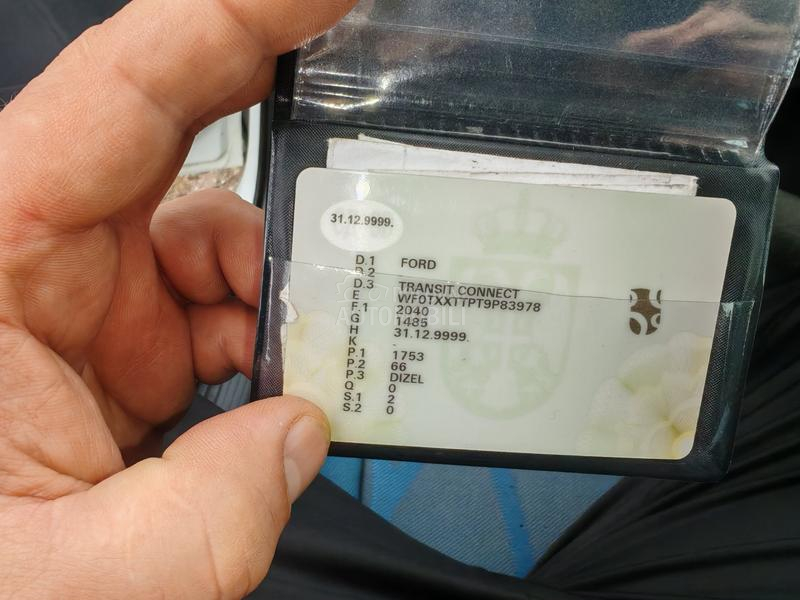 31.12.9999.
D.1 FORD
D.2 -
D.3 TRANSIT CONNECT
E WF0TXXTTPT9P83978
F.1 2040
G 1485
H 31.12.9999.
K -
P.1 1753
P.2 66
P.3 DIZEL
Q 0
S.1 2
S.2 0